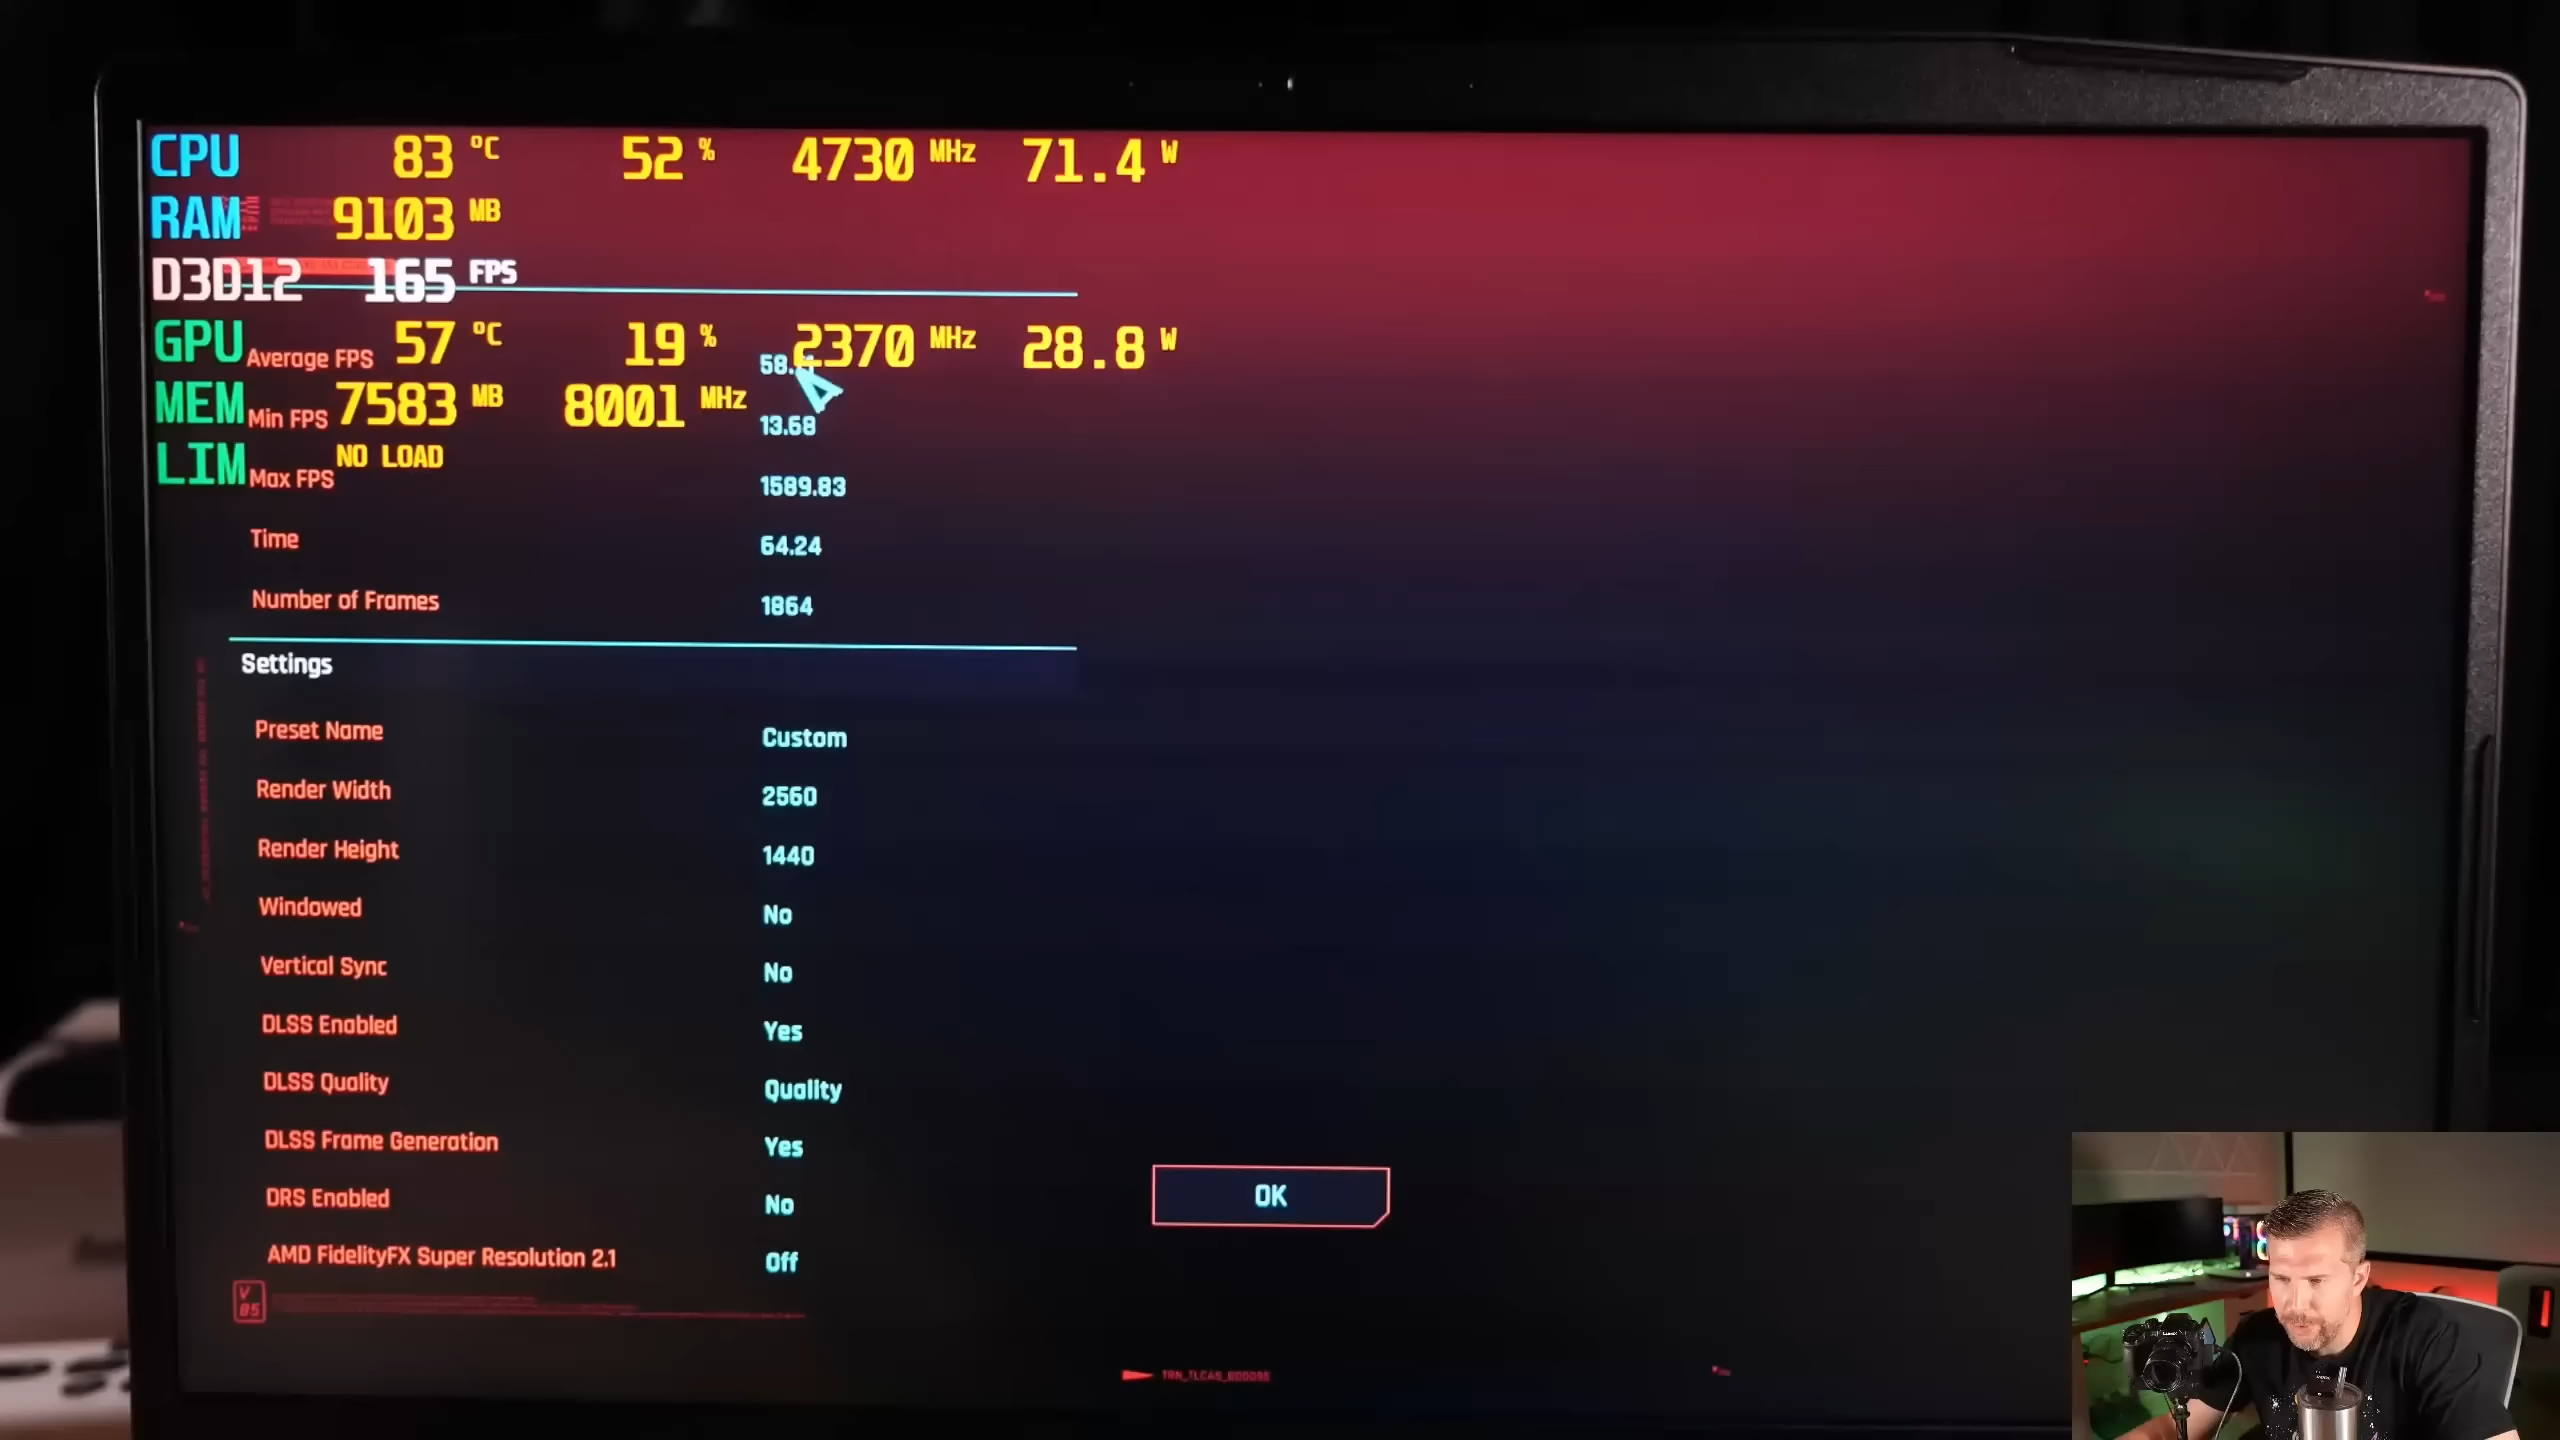 CPU 83 °C 52 % 4730 MHz 71.4 W
RAM 9103 MB
D3D12 165 FPS
GPU 57 °C 19 % 2370 MHz 28.8 W
Average FPS
MEM 7583 MB 8001 MHz
Min FPS 13.68
LIM NO LOAD
Max FPS 1589.83
Time 64.24
Number of Frames 1864
Settings
Preset Name Custom
Render Width 2560
Render Height 1440
Windowed No
Vertical Sync No
DLSS Enabled Yes
DLSS Quality Quality
DLSS Frame Generation Yes
OK
DRS Enabled No
AMD FidelityFX Super Resolution 2.1 Off
V
85